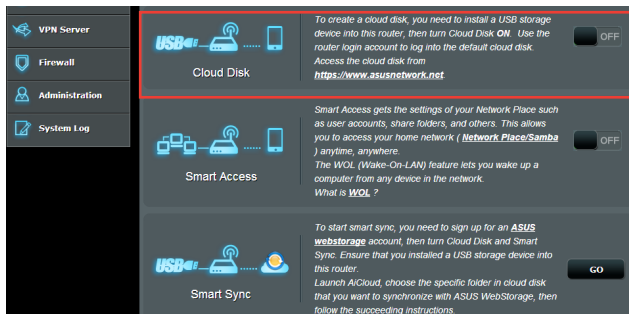 VPN Server
Firewall
Administration
System Log
USB
Cloud Disk
To create a cloud disk, you need to install a USB storage
device into this router, then turn Cloud Disk ON. Use the
router login account to log into the default cloud disk.
Access the cloud disk from
https://www.asusnetwork.net.
OFF
Smart Access
Smart Access gets the settings of your Network Place such
as user accounts, share folders, and others. This allows
you to access your home network ( Network Place/Samba
) anytime, anywhere.
The WOL (Wake-On-LAN) feature lets you wake up a
computer from any device in the network.
What is WOL ?
OFF
USB
Smart Sync
To start smart sync, you need to sign up for an ASUS
webstorage account, then turn Cloud Disk and Smart
Sync. Ensure that you installed a USB storage device into
this router.
Launch AiCloud, choose the specific folder in cloud disk
that you want to synchronize with ASUS WebStorage, then
follow the succeeding instructions.
GO